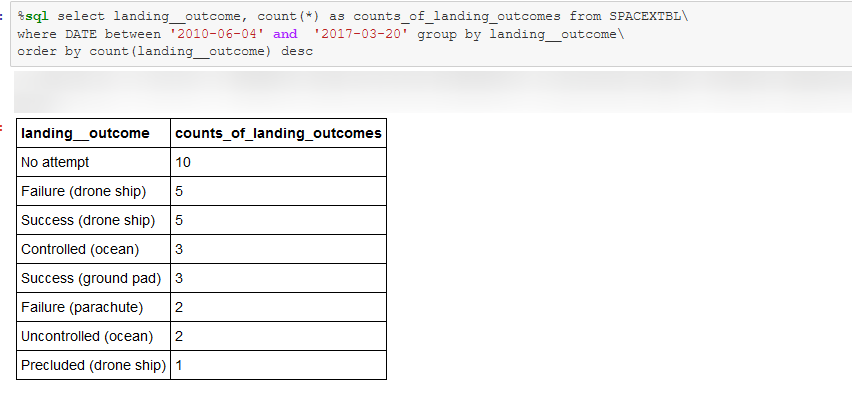 %sql select landing__outcome, count(*) as counts_of_landing_outcomes from SPACEXTBL\
where DATE between '2010-06-04' and  '2017-03-20' group by landing__outcome\
order by count(landing__outcome) desc
landing__outcome counts_of_landing_outcomes
No attempt 10
Failure (drone ship) 5
Success (drone ship) 5
Controlled (ocean) 3
Success (ground pad) 3
Failure (parachute) 2
Uncontrolled (ocean) 2
Precluded (drone ship) 1